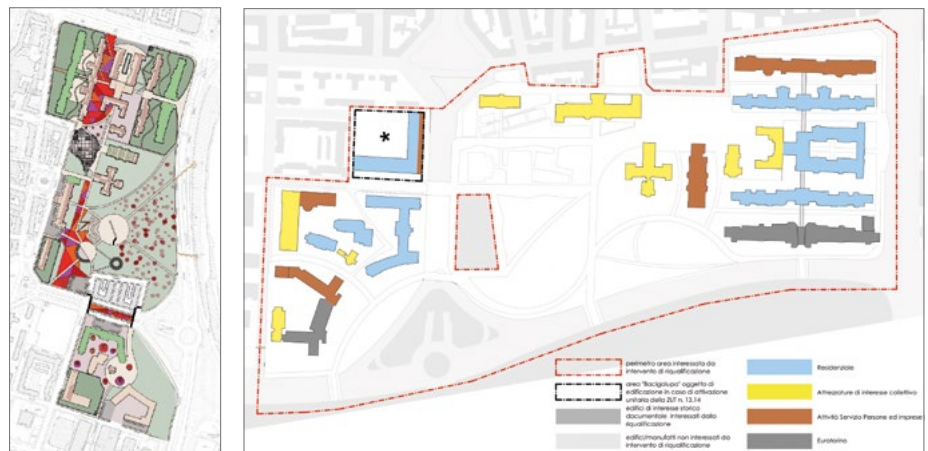 *
perimetro area interessata da
intervento di riqualificazione
area "Bacigalupo" oggetto di
edificazione in caso di attivazione
unitaria della ZUT n. 13.14
edifici di interesse storico
documentale interessati dalla
riqualificazione
edifici/manufatti non interessati da
intervento di riqualificazione
Residenziale
Attrezzature di interesse collettivo
Attività Servizio Persone ed imprese
Eurotorino